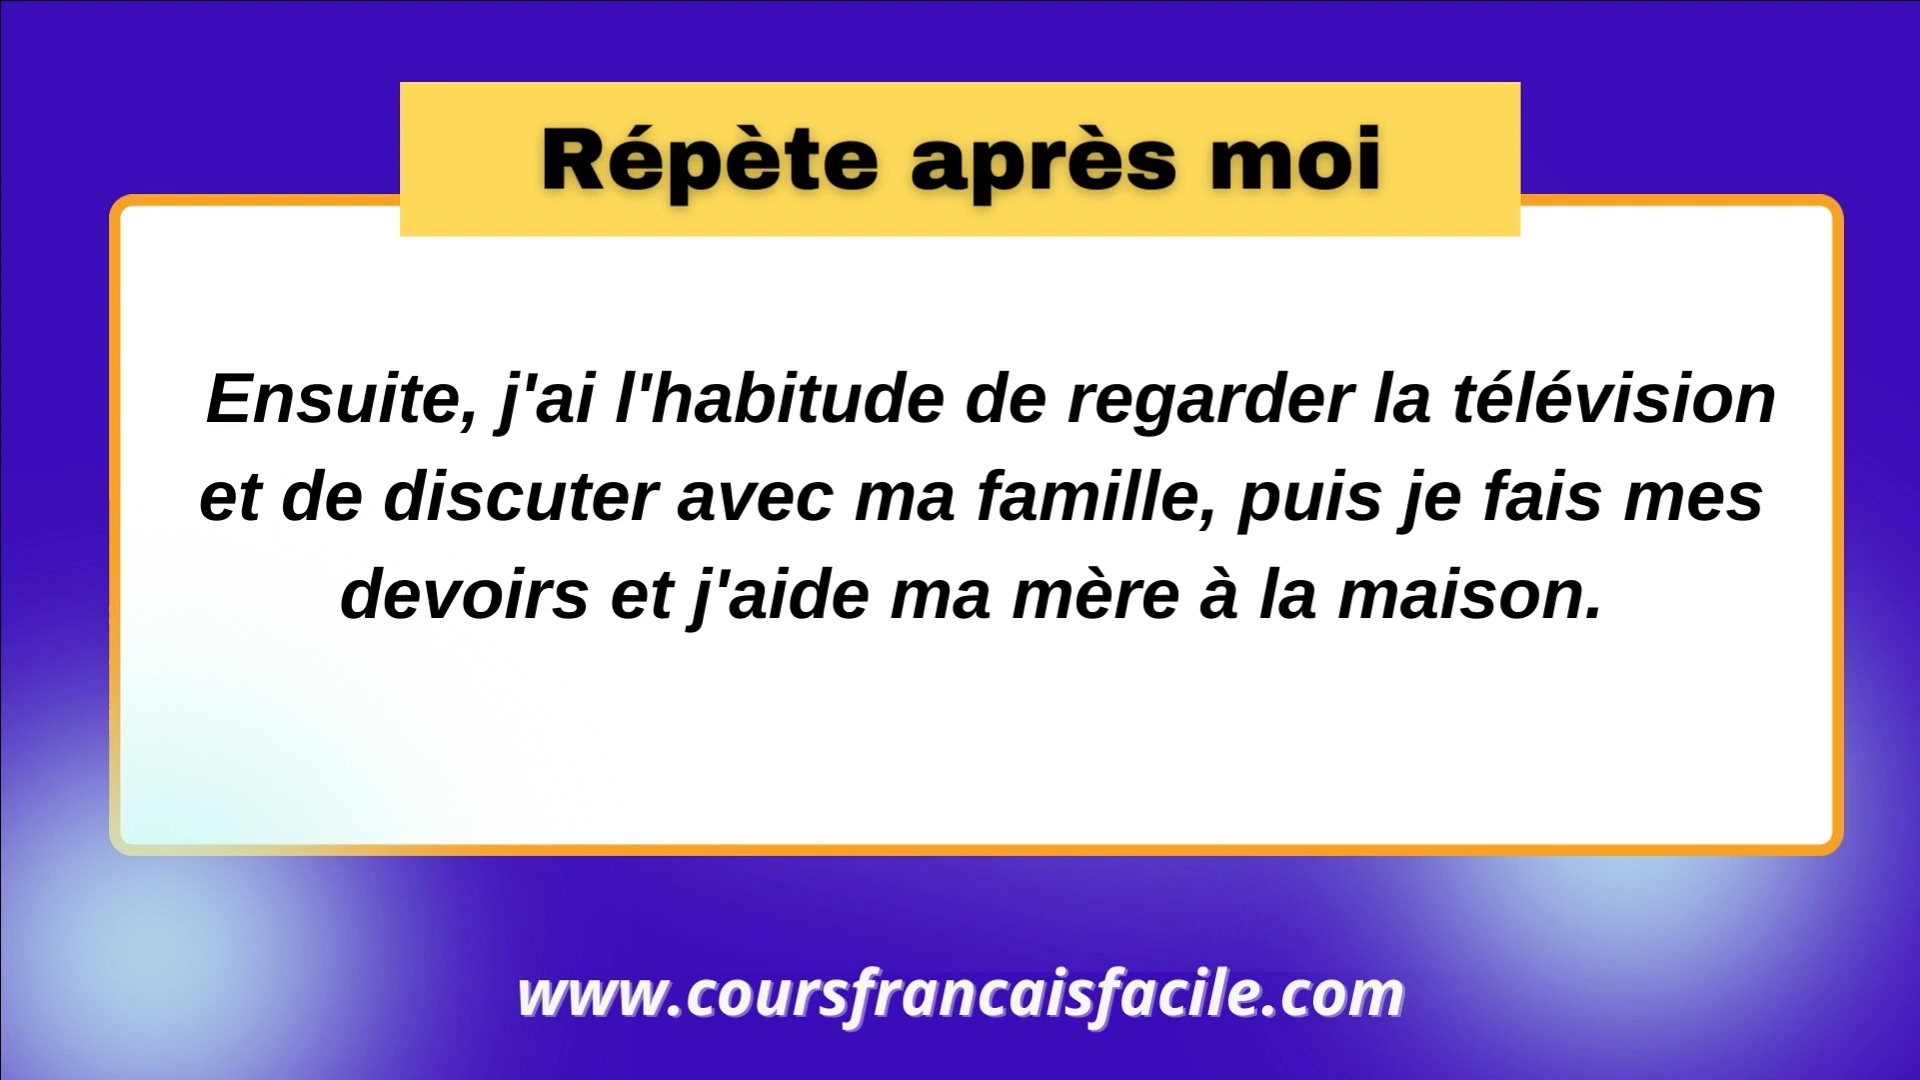 Répète après moi
Ensuite, j'ai l'habitude de regarder la télévision
et de discuter avec ma famille, puis je fais mes
devoirs et j'aide ma mère à la maison.
www.coursfrancaisfacile.com